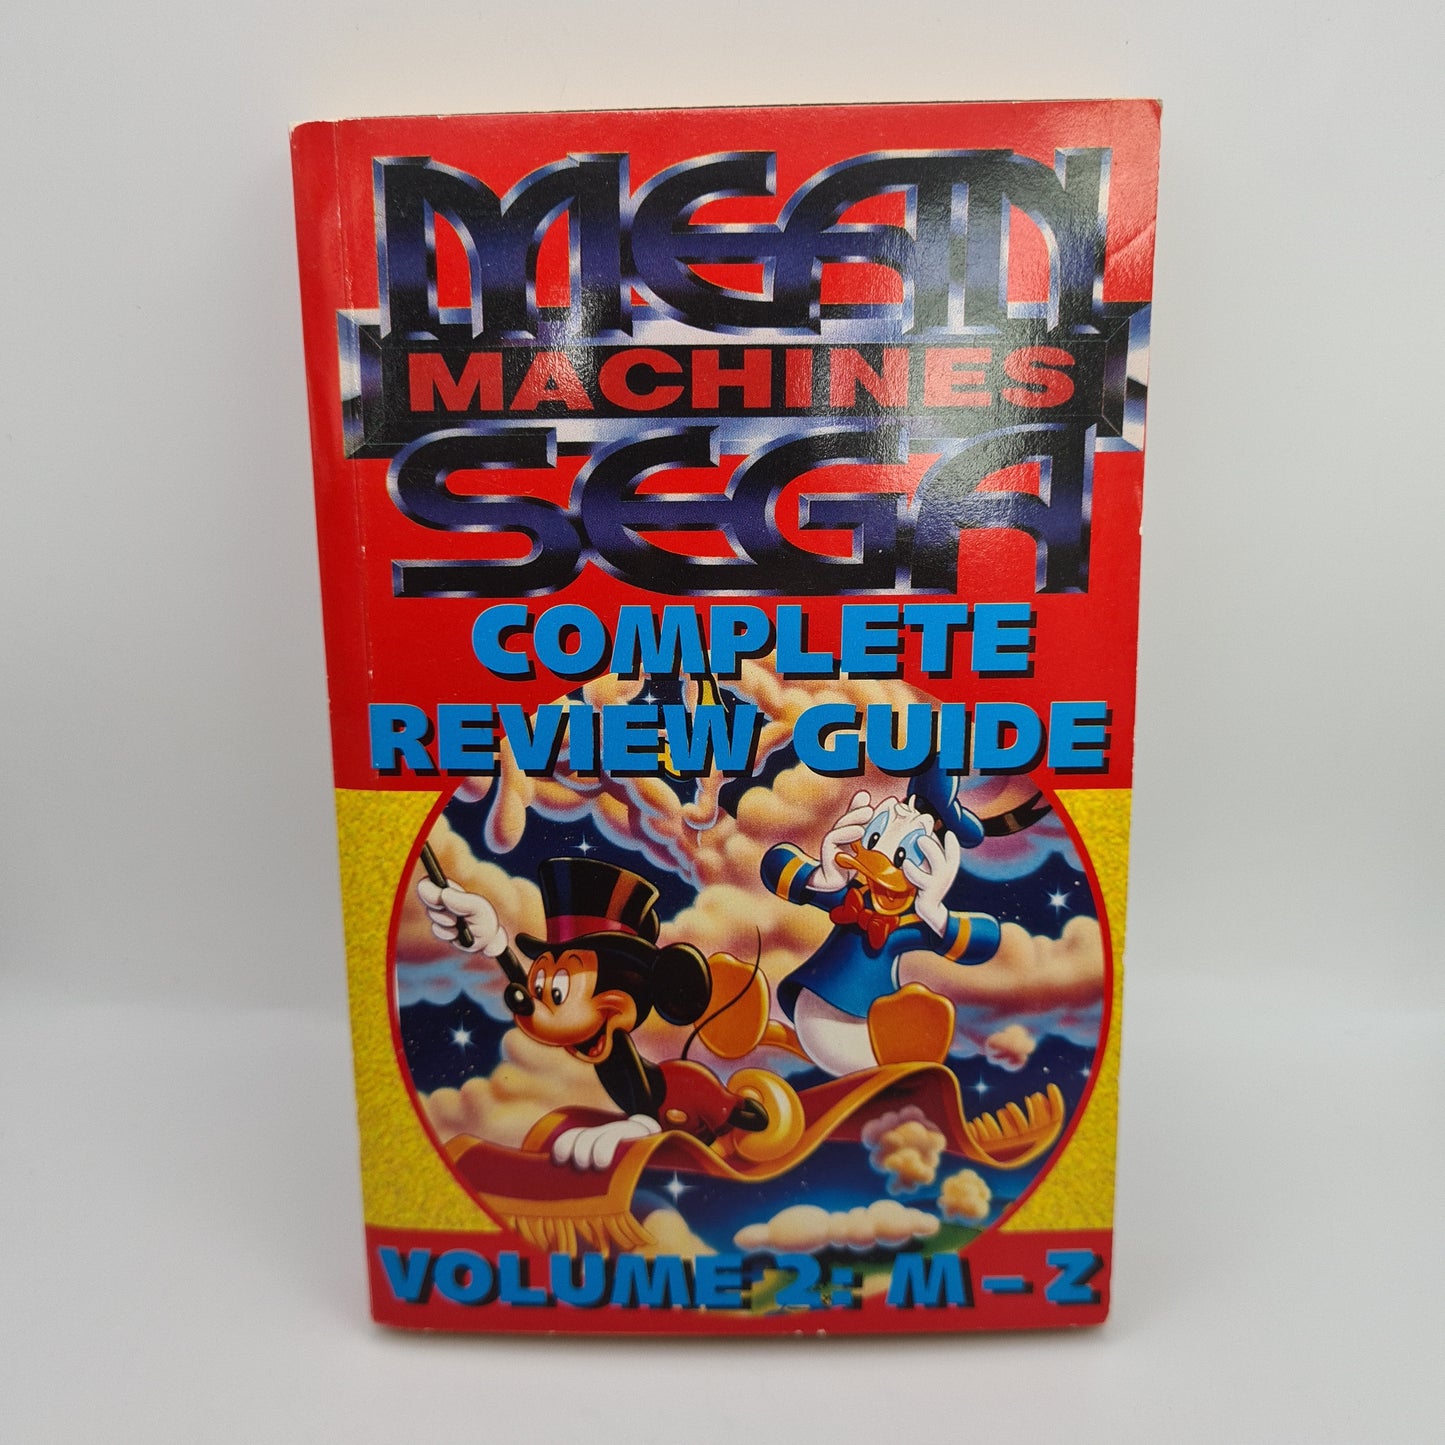 MEAN
MACHINES
SEGA
COMPLETE
REVIEW GUIDE
VOLUME 2: M – Z